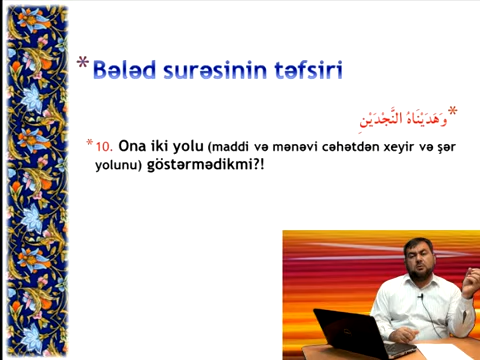 * Bələd surəsinin təfsiri
* وَهَدَيْنَاهُ النَّجْدَيْنِ
* 10. Ona iki yolu (maddi və mənəvi cəhətdən xeyir və şər
yolunu) göstərmədikmi?!